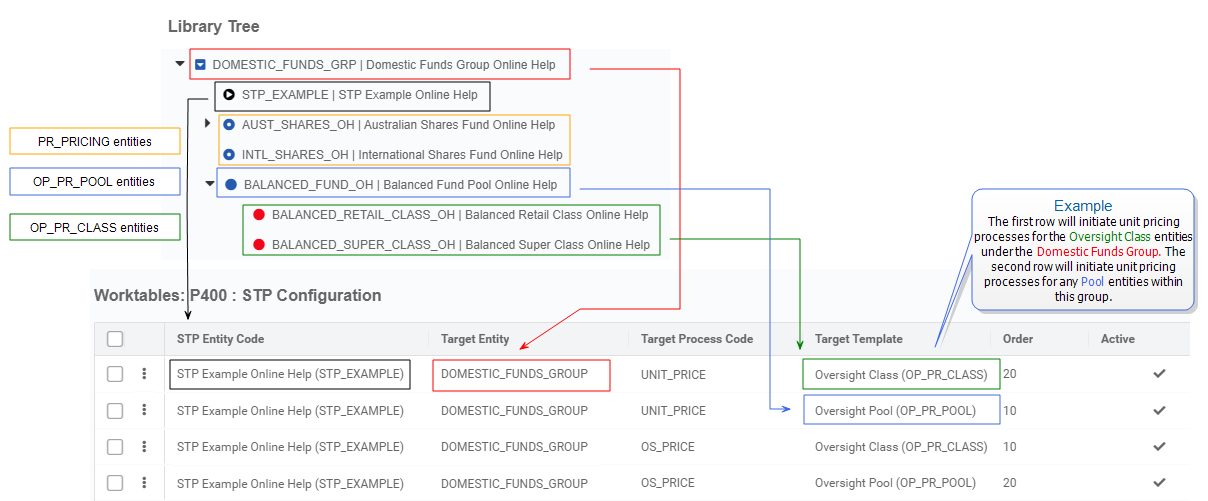 Library Tree
DOMESTIC_FUNDS_GRP | Domestic Funds Group Online Help
STP_EXAMPLE | STP Example Online Help
AUST_SHARES_OH | Australian Shares Fund Online Help
INTL_SHARES_OH | International Shares Fund Online Help
BALANCED_FUND_OH | Balanced Fund Pool Online Help
BALANCED_RETAIL_CLASS_OH | Balanced Retail Class Online Help
BALANCED_SUPER_CLASS_OH | Balanced Super Class Online Help
PR_PRICING entities
OP_PR_POOL entities
OP_PR_CLASS entities
Example
The first row will initiate unit pricing
processes for the Oversight Class entities
under the Domestic Funds Group. The
second row will initiate unit pricing
processes for any Pool entities within
this group.
Worktables: P400 : STP Configuration
STP Entity Code Target Entity Target Process Code Target Template Order Active
STP Example Online Help (STP_EXAMPLE) DOMESTIC_FUNDS_GROUP UNIT_PRICE Oversight Class (OP_PR_CLASS) 20
STP Example Online Help (STP_EXAMPLE) DOMESTIC_FUNDS_GROUP UNIT_PRICE Oversight Pool (OP_PR_POOL) 10
STP Example Online Help (STP_EXAMPLE) DOMESTIC_FUNDS_GROUP OS_PRICE Oversight Class (OP_PR_CLASS) 10
STP Example Online Help (STP_EXAMPLE) DOMESTIC_FUNDS_GROUP OS_PRICE Oversight Pool (OP_PR_POOL) 20